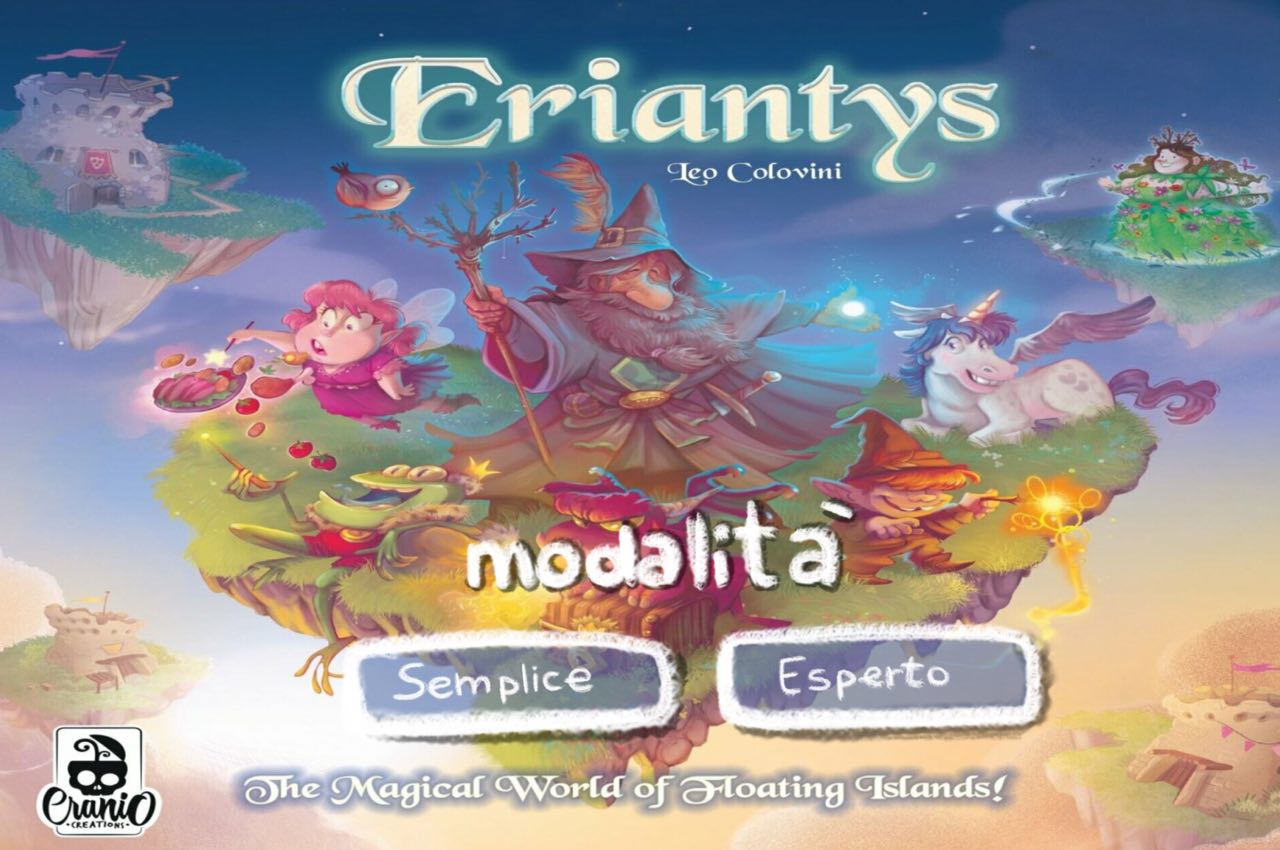 Eriantys
Leo Colovini
modalità
Semplice
Esperto
The Magical World of Floating Islands!
Cranio
CREATIONS